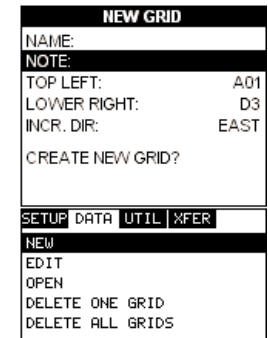 NEW GRID
NAME:
NOTE:
TOP LEFT: A01
LOWER RIGHT: D3
INCR. DIR: EAST
CREATE NEW GRID?
SETUP DATA UTIL XFER
NEW
EDIT
OPEN
DELETE ONE GRID
DELETE ALL GRIDS